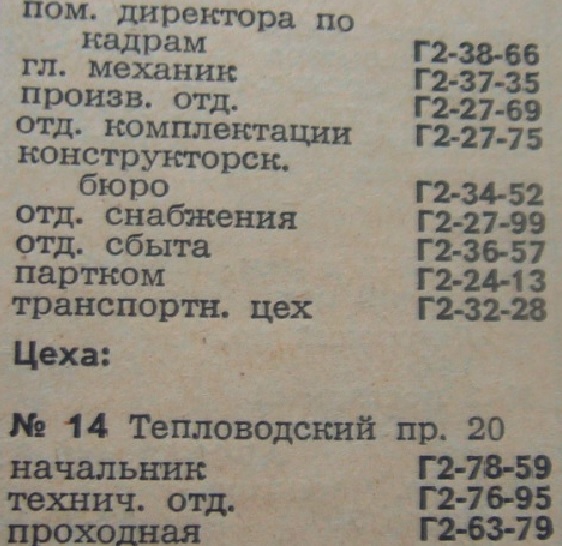 пом. директора по
кадрам Г2-38-66
гл. механик Г2-37-35
произв. отд. Г2-27-69
отд. комплектации Г2-27-75
конструкторск.
бюро Г2-34-52
отд. снабжения Г2-27-99
отд. сбыта Г2-36-57
партком Г2-24-13
транспортн. цех Г2-32-28
Цеха:
№ 14 Тепловодский пр. 20
начальник Г2-78-59
технич. отд. Г2-76-95
проходная Г2-63-79